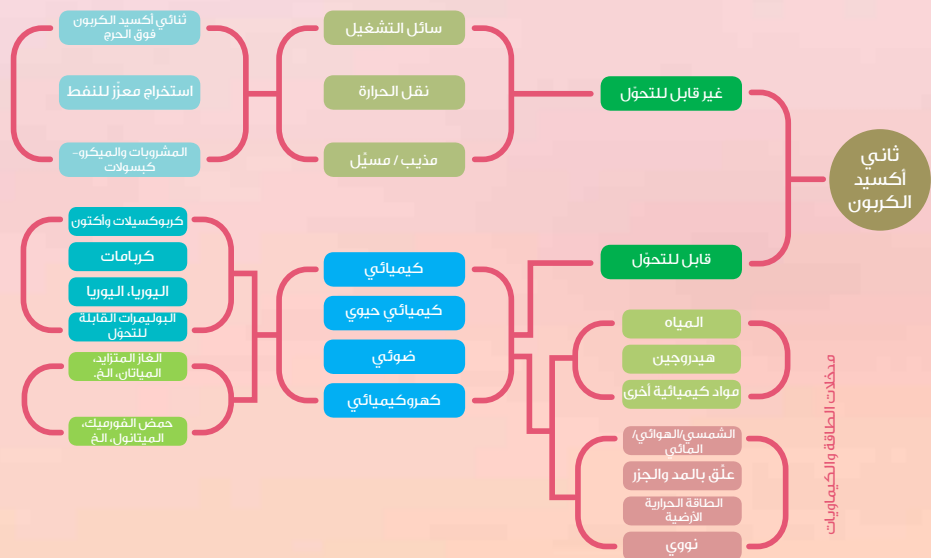 ثاني
أكسيد
الكربون
غير قابل للتحوّل
سائل التشغيل
نقل الحرارة
مذيب / مسيّل
ثنائي أكسيد الكربون
فوق الحرج
استخراج معزّز للنفط
المشروبات والميكرو-
كبسولات
قابل للتحوّل
كيميائي
كيميائي حيوي
ضوئي
كهروكيميائي
كربوكسيلات وأكتون
كربامات
اليوريا، اليوريا
البوليمرات القابلة
للتحوّل
الغاز المتزايد،
المياتان، الخ.
حمض الفورميك،
الميتانول، الخ
المياه
هيدروجين
مواد كيميائية أخرى
الشمسي/الهوائي/
المائي
علّق بالمد والجزر
الطاقة الحرارية
الأرضية
نووي
مدخلات الطاقة والكيماويات